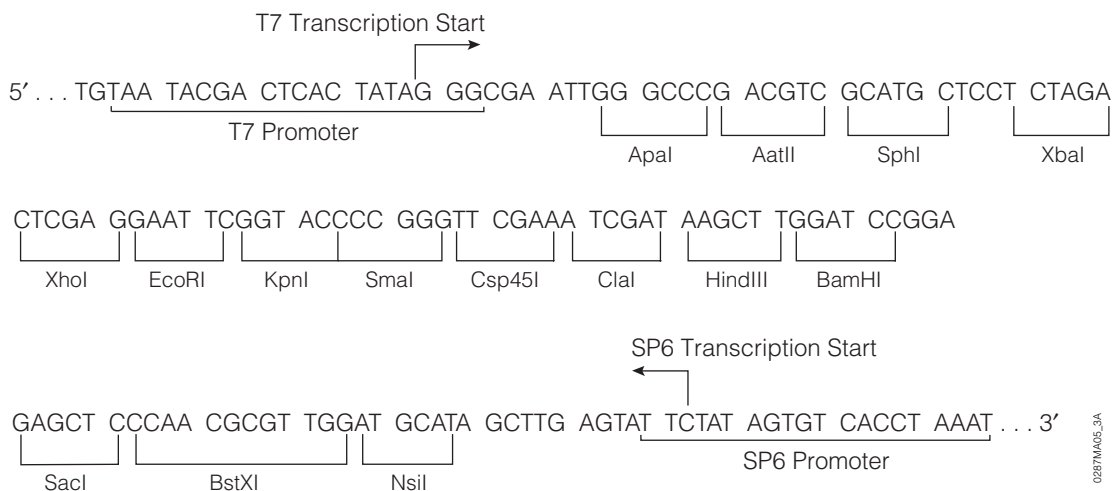 T7 Transcription Start
5′ . . . TGTAA TACGA CTCAC TATAG GGCGA ATTGG GCCCG ACGTC GCATG CTCCT CTAGA
T7 Promoter
ApaI AatII SphI XbaI
CTCGA GGAAT TCGGT ACCCC GGGTT CGAAA TCGAT AAGCT TGGAT CCGGA
XhoI EcoRI KpnI SmaI Csp45I ClaI HindIII BamHI
SP6 Transcription Start
GAGCT CCCAA CGCGT TGGAT GCATA GCTTG AGTAT TCTAT AGTGT CACCT AAAT . . . 3′
SP6 Promoter
SacI BstXI NsiI
0287MA05_3A